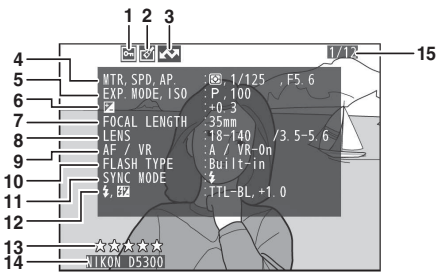 1 2 3
4 5 6 7 8 9 10 11 12 13 14
15
1/12
MTR, SPD, AP. : 1/125 , F5.6
EXP. MODE, ISO : P, 100
: +0.3
FOCAL LENGTH : 35mm
LENS : 18-140 /3.5-5.6
AF / VR : A / VR-On
FLASH TYPE : Built-in
SYNC MODE :
, : TTL-BL, +1.0
NIKON D5300